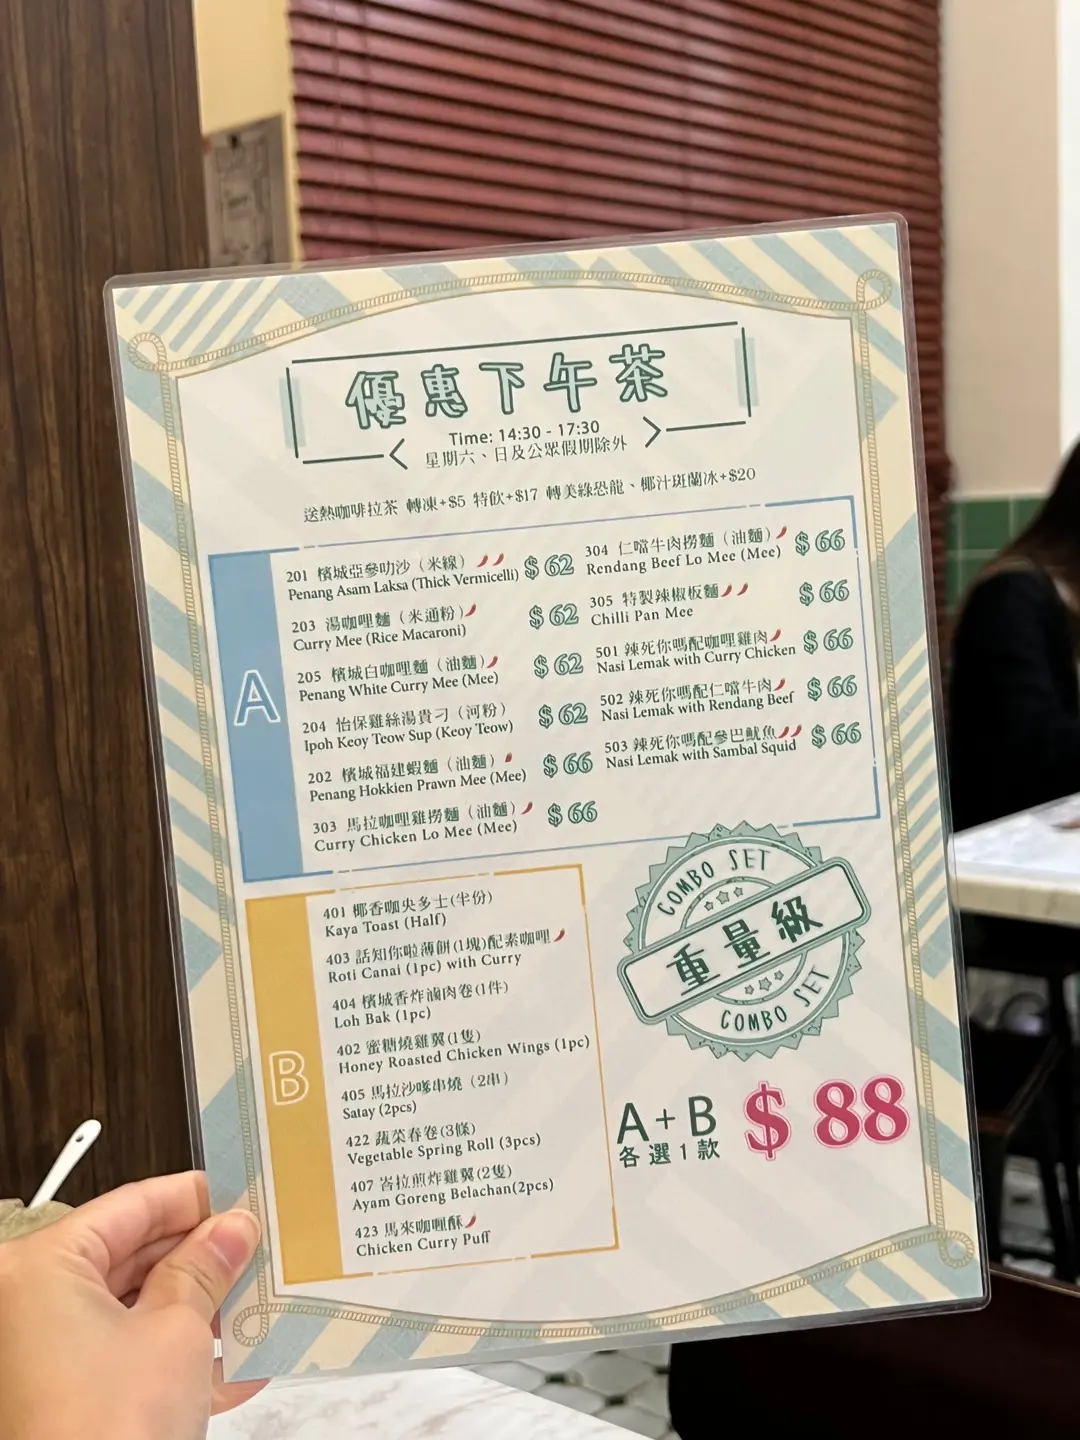 優惠下午茶
Time: 14:30 - 17:30
星期六、日及公眾假期除外
送熱咖啡拉茶 轉凍+$5 特飲+$17 轉美綠恐龍、椰汁斑蘭冰+$20
A
201 檳城亞參叻沙（米線） $62
Penang Asam Laksa (Thick Vermicelli)
203 湯咖哩麵（米通粉） $62
Curry Mee (Rice Macaroni)
205 檳城白咖哩麵（油麵） $62
Penang White Curry Mee (Mee)
204 怡保雞絲湯貴刁（河粉） $62
Ipoh Keoy Teow Sup (Keoy Teow)
202 檳城福建蝦麵（油麵） $66
Penang Hokkien Prawn Mee (Mee)
303 馬拉咖哩雞撈麵（油麵） $66
Curry Chicken Lo Mee (Mee)
304 仁噹牛肉撈麵（油麵） $66
Rendang Beef Lo Mee (Mee)
305 特製辣椒板麵 $66
Chilli Pan Mee
501 辣死你嗎配咖哩雞肉 $66
Nasi Lemak with Curry Chicken
502 辣死你嗎配仁噹牛肉 $66
Nasi Lemak with Rendang Beef
503 辣死你嗎配參巴魷魚 $66
Nasi Lemak with Sambal Squid
B
401 椰香咖央多士(半份)
Kaya Toast (Half)
403 話知你啦薄餅(1塊)配素咖哩
Roti Canai (1pc) with Curry
404 檳城香炸滷肉卷(1件)
Loh Bak (1pc)
402 蜜糖燒雞翼(1隻)
Honey Roasted Chicken Wings (1pc)
405 馬拉沙嗲串燒（2串）
Satay (2pcs)
422 蔬菜春卷(3條)
Vegetable Spring Roll (3pcs)
407 峇拉煎炸雞翼(2隻)
Ayam Goreng Belachan(2pcs)
423 馬來咖哩酥
Chicken Curry Puff
COMBO SET
重量級
COMBO SET
A+B $88
各選1款